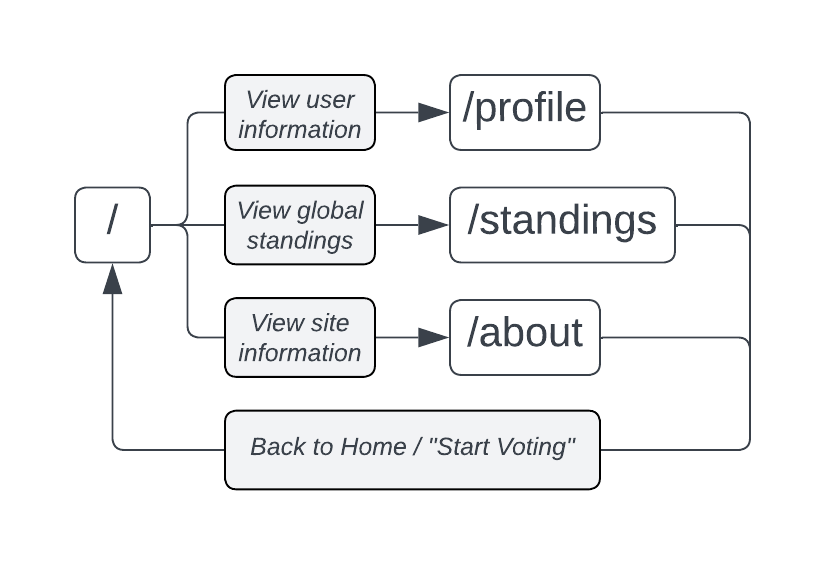 View user
information
/profile
/
View global
standings
/standings
View site
information
/about
Back to Home / "Start Voting"